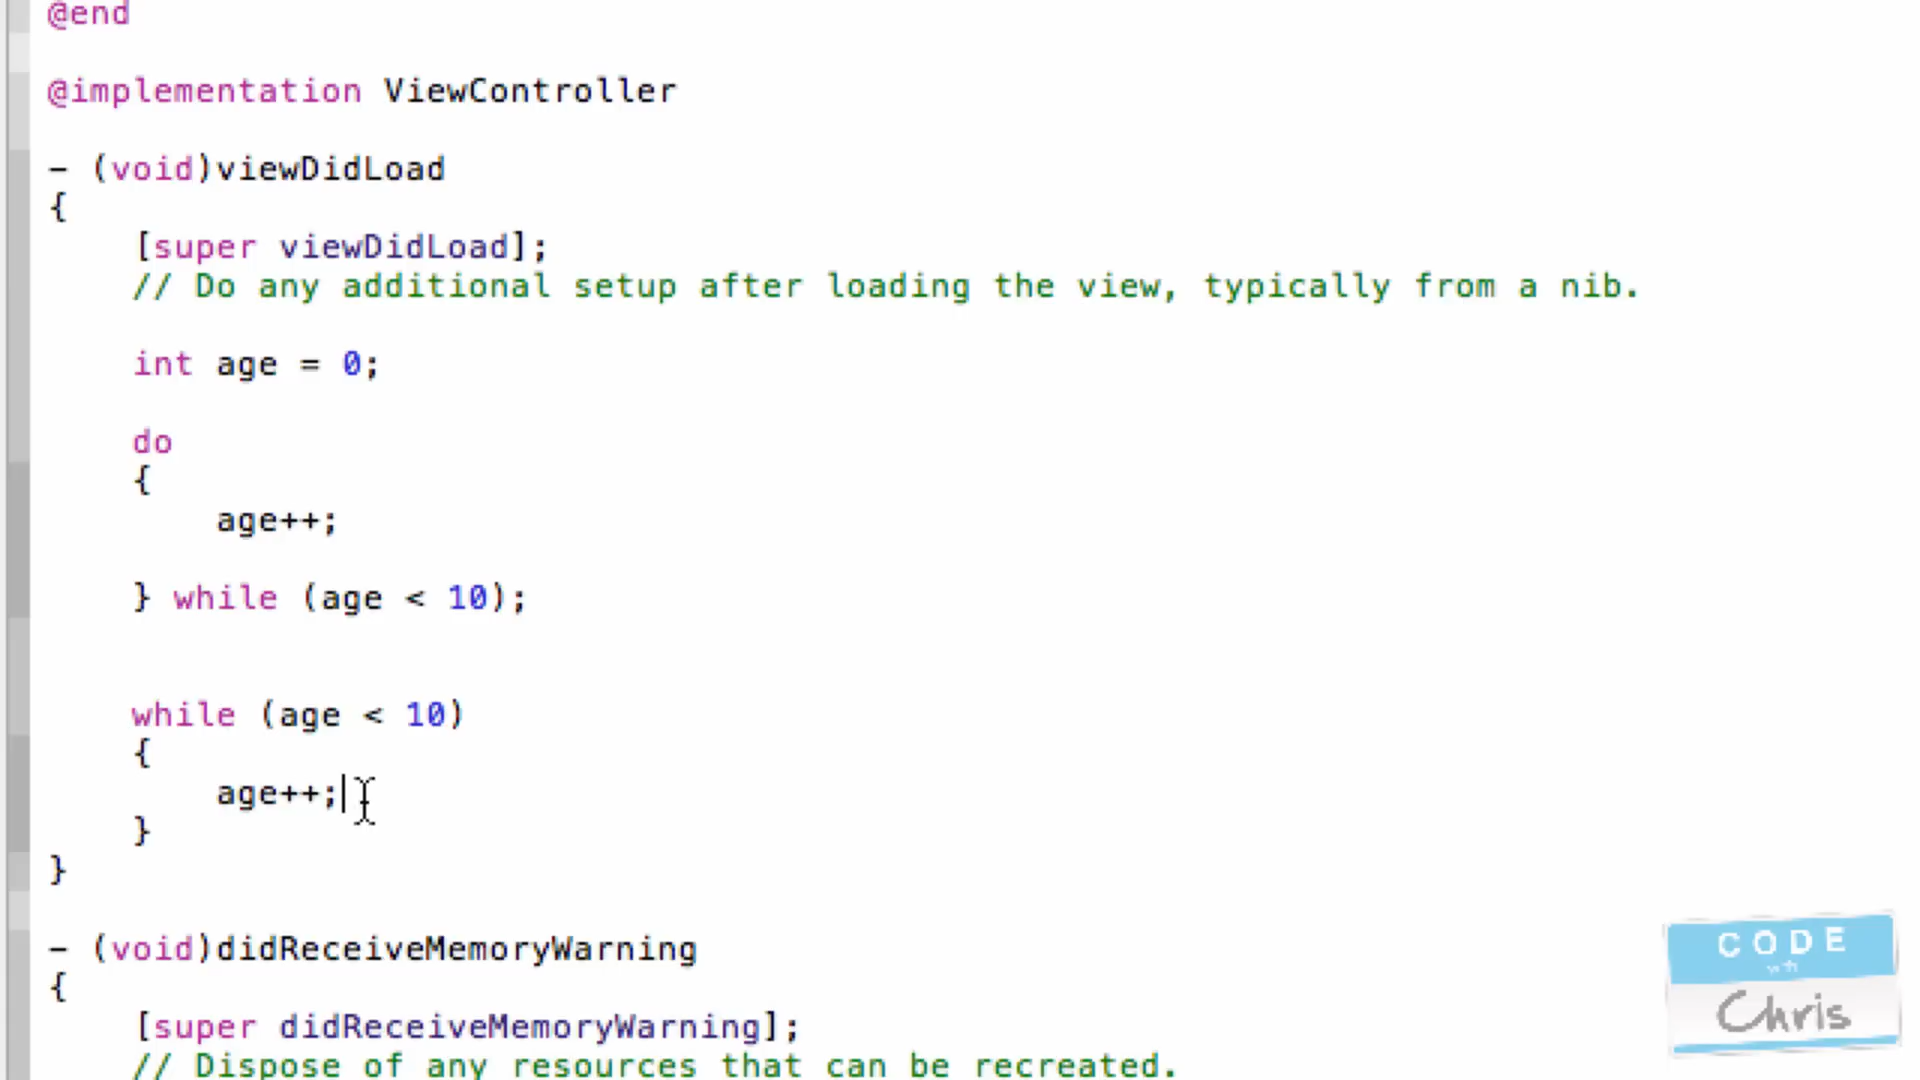 @end
@implementation ViewController
- (void)viewDidLoad
{
[super viewDidLoad];
// Do any additional setup after loading the view, typically from a nib.
int age = 0;
do
{
age++;
} while (age < 10);
while (age < 10)
{
age++;
}
}
- (void)didReceiveMemoryWarning
{
[super didReceiveMemoryWarning];
// Dispose of any resources that can be recreated.
CODE
with
Chris